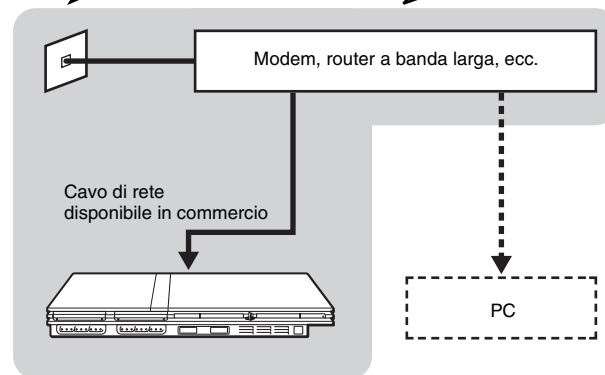 Modem, router a banda larga, ecc.
Cavo di rete
disponibile in commercio
PC